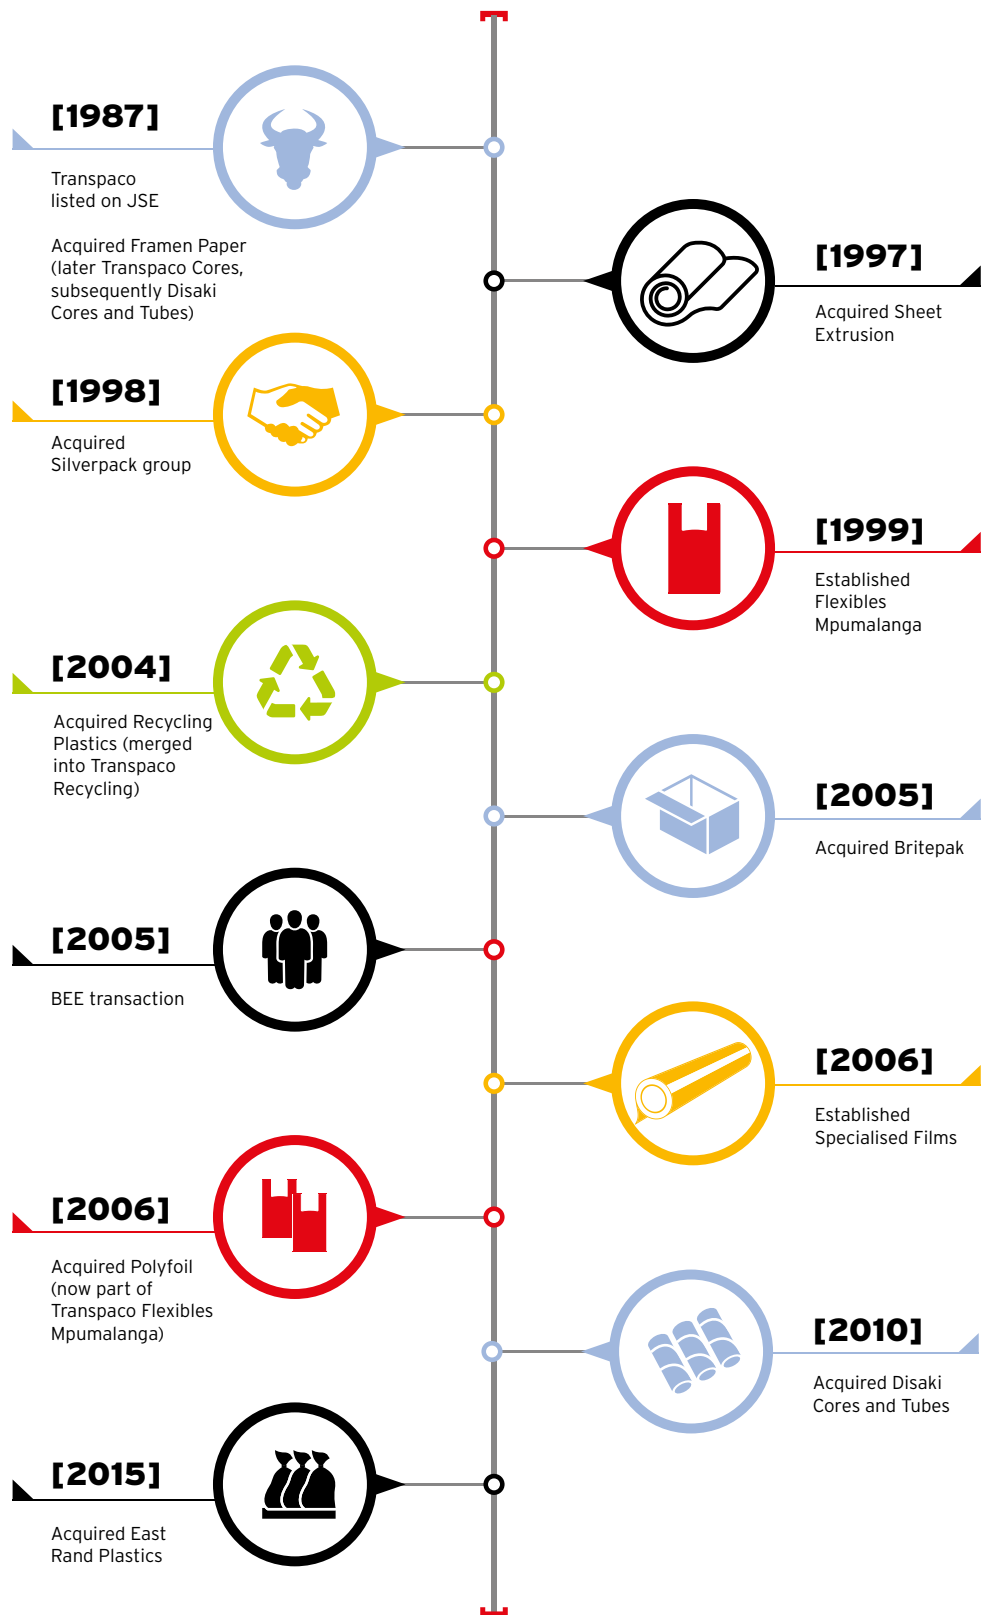 [1987]
Transpaco
listed on JSE
Acquired Framen Paper
(later Transpaco Cores,
subsequently Disaki
Cores and Tubes)
[1997]
Acquired Sheet
Extrusion
[1998]
Acquired
Silverpack group
[1999]
Established
Flexibles
Mpumalanga
[2004]
Acquired Recycling
Plastics (merged
into Transpaco
Recycling)
[2005]
Acquired Britepak
[2005]
BEE transaction
[2006]
Established
Specialised Films
[2006]
Acquired Polyfoil
(now part of
Transpaco Flexibles
Mpumalanga)
[2010]
Acquired Disaki
Cores and Tubes
[2015]
Acquired East
Rand Plastics